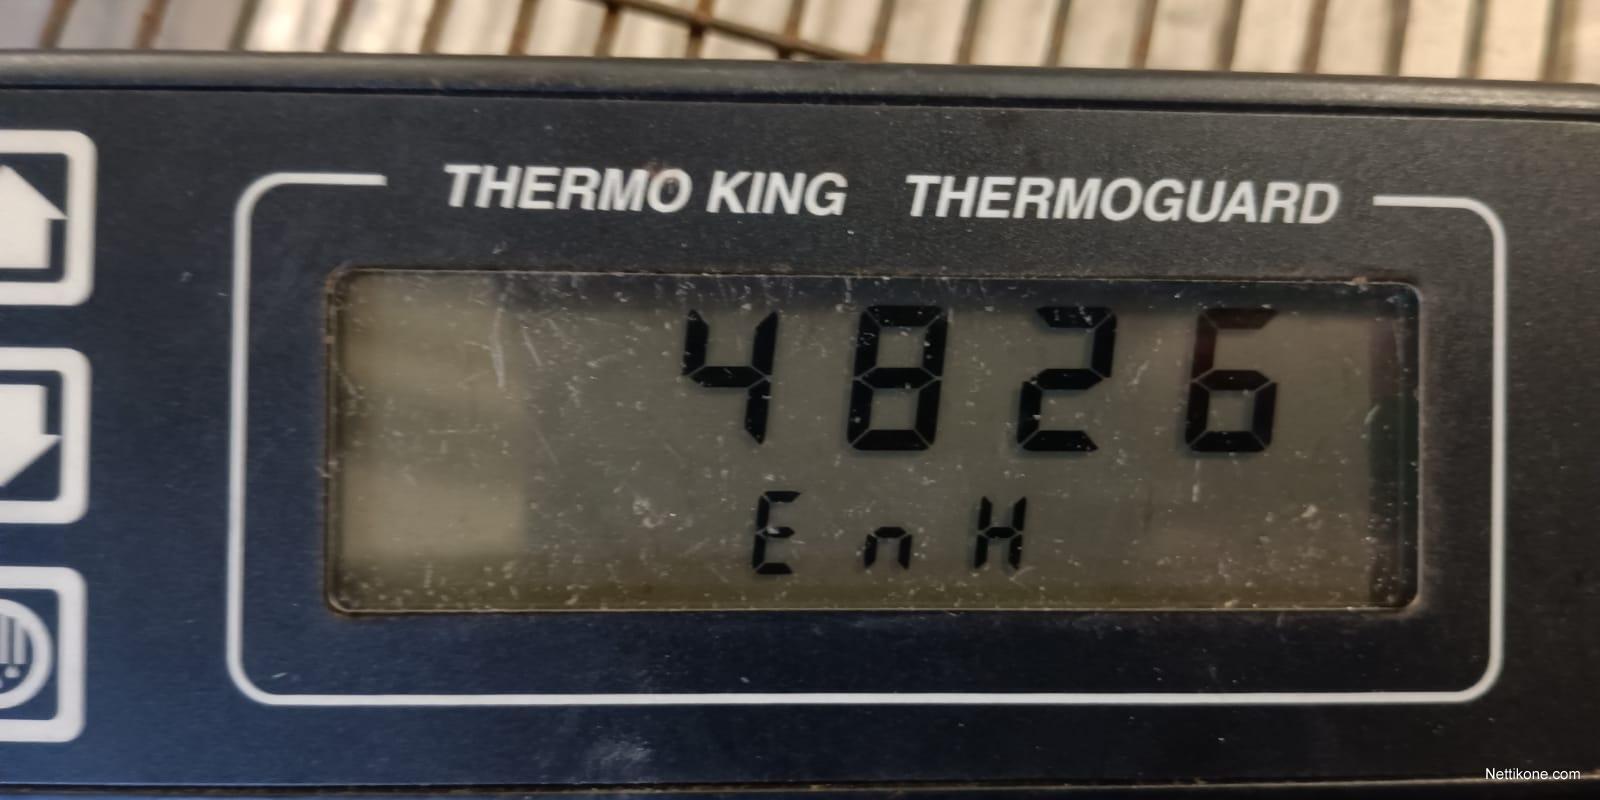 THERMO KING THERMOGUARD
4826
EnH
Nettikone.com